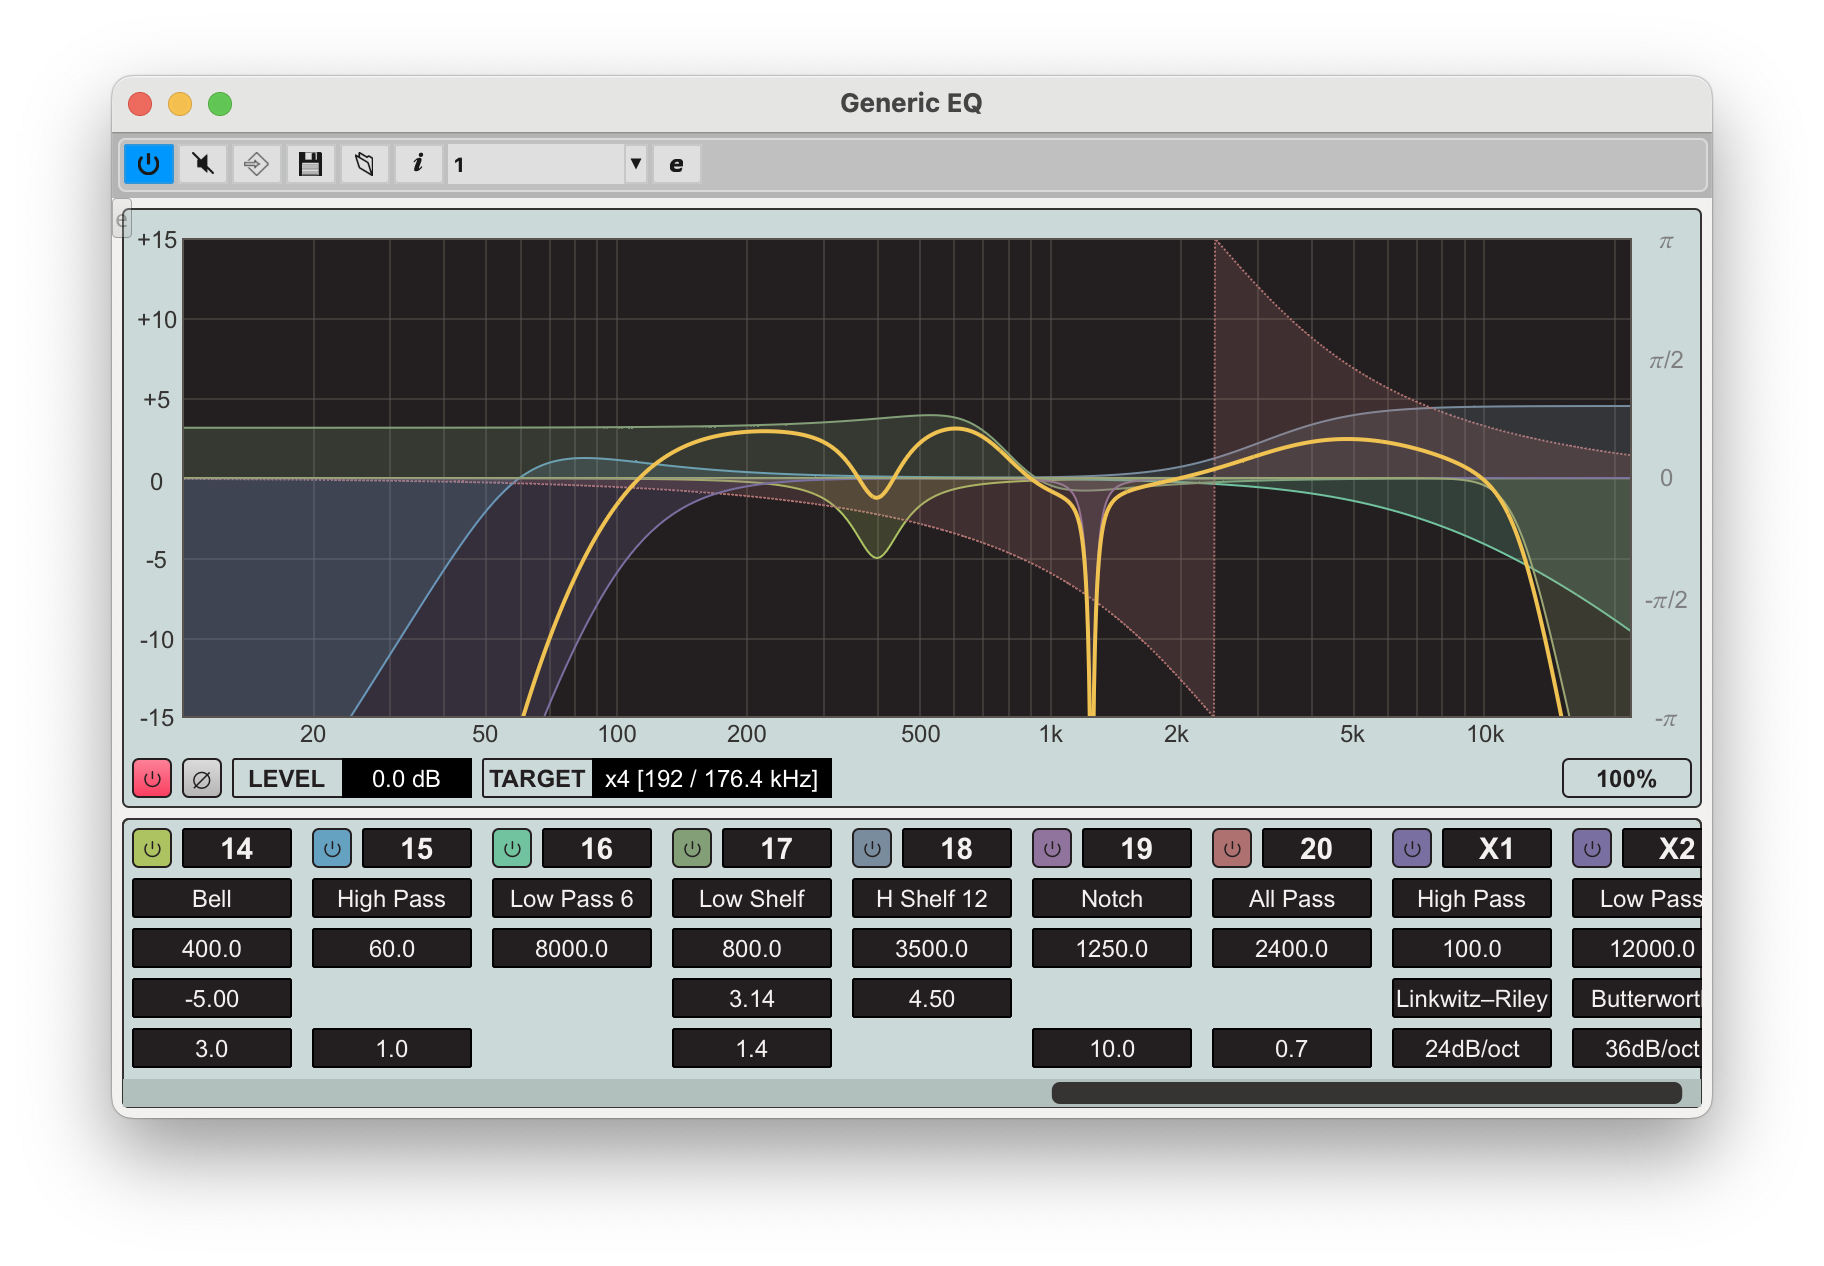 Generic EQ
i 1 ▼ e
e
+15 π
+10
π/2
+5
0 0
-5
-π/2
-10
-15 -π
20 50 100 200 500 1k 2k 5k 10k
Ø LEVEL 0.0 dB TARGET x4 [192 / 176.4 kHz] 100%
14 15 16 17 18 19 20 X1 X2
Bell High Pass Low Pass 6 Low Shelf H Shelf 12 Notch All Pass High Pass Low Pass
400.0 60.0 8000.0 800.0 3500.0 1250.0 2400.0 100.0 12000.0
-5.00 3.14 4.50 Linkwitz–Riley Butterwort
3.0 1.0 1.4 10.0 0.7 24dB/oct 36dB/oct